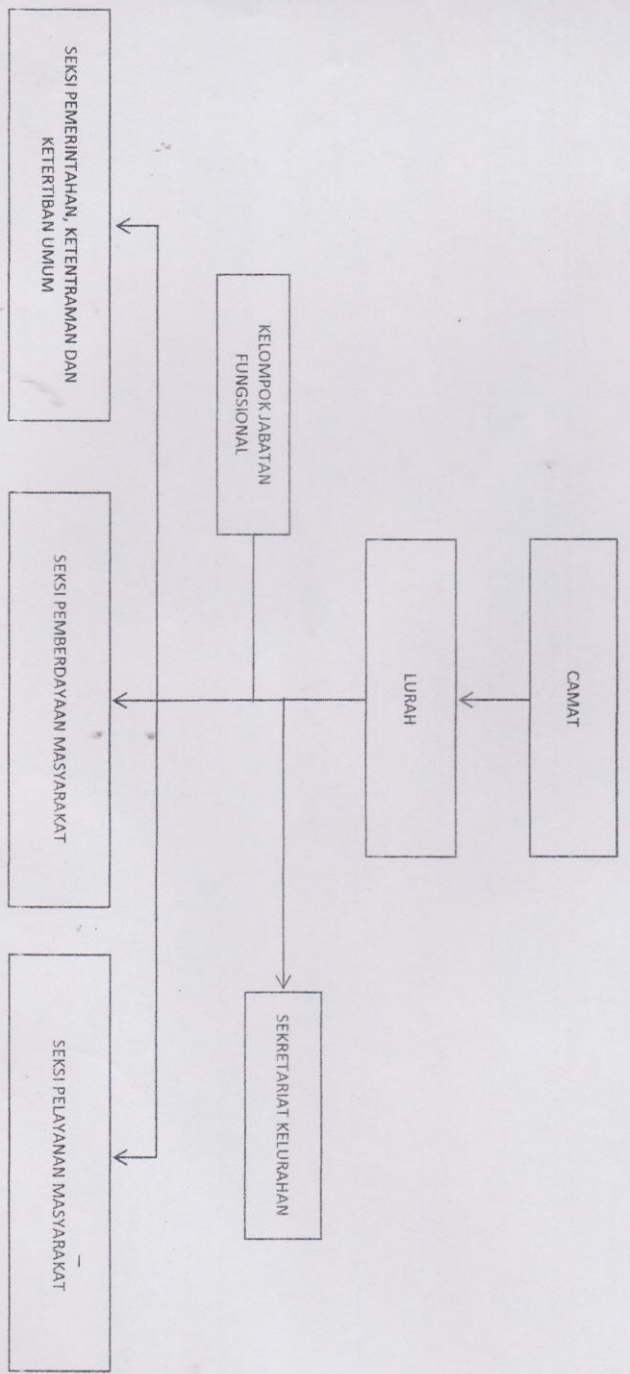 CAMAT
LURAH
KELOMPOK JABATAN
FUNGSIONAL
SEKRETARIAT KELURAHAN
SEKSI PEMERINTAHAN, KETENTRAMAN DAN
KETERTIBAN UMUM
SEKSI PEMBERDAYAAN MASYARAKAT
SEKSI PELAYANAN MASYARAKAT